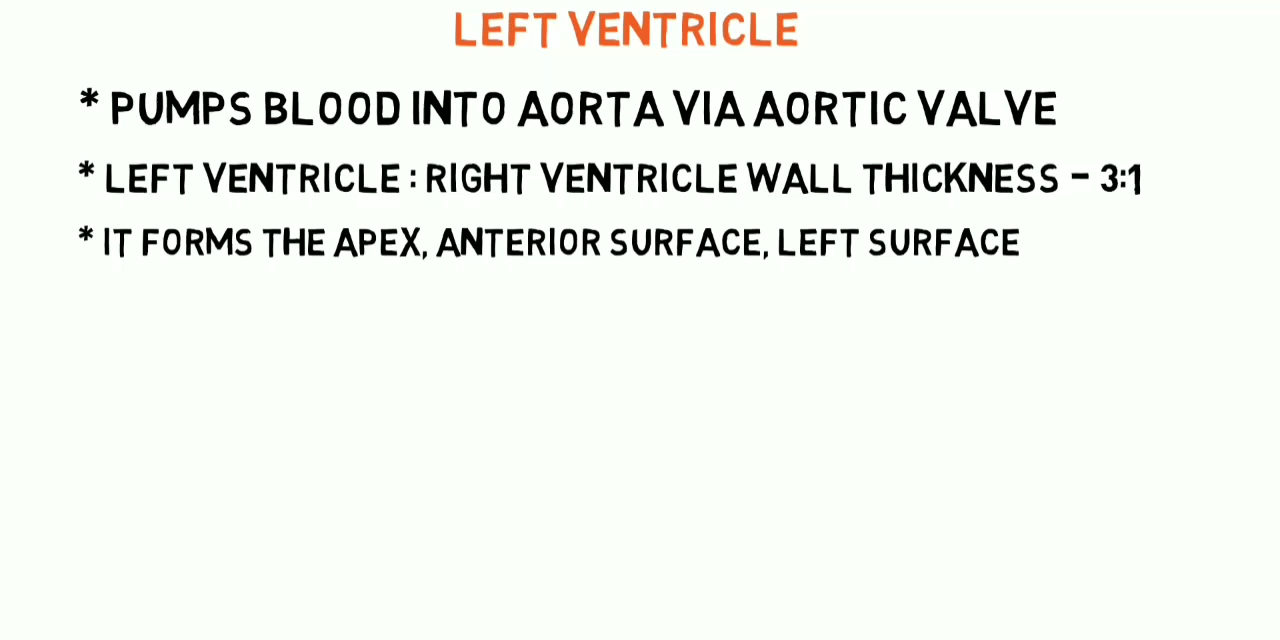 LEFT VENTRICLE
* PUMPS BLOOD INTO AORTA VIA AORTIC VALVE
* LEFT VENTRICLE : RIGHT VENTRICLE WALL THICKNESS - 3:1
* IT FORMS THE APEX, ANTERIOR SURFACE, LEFT SURFACE